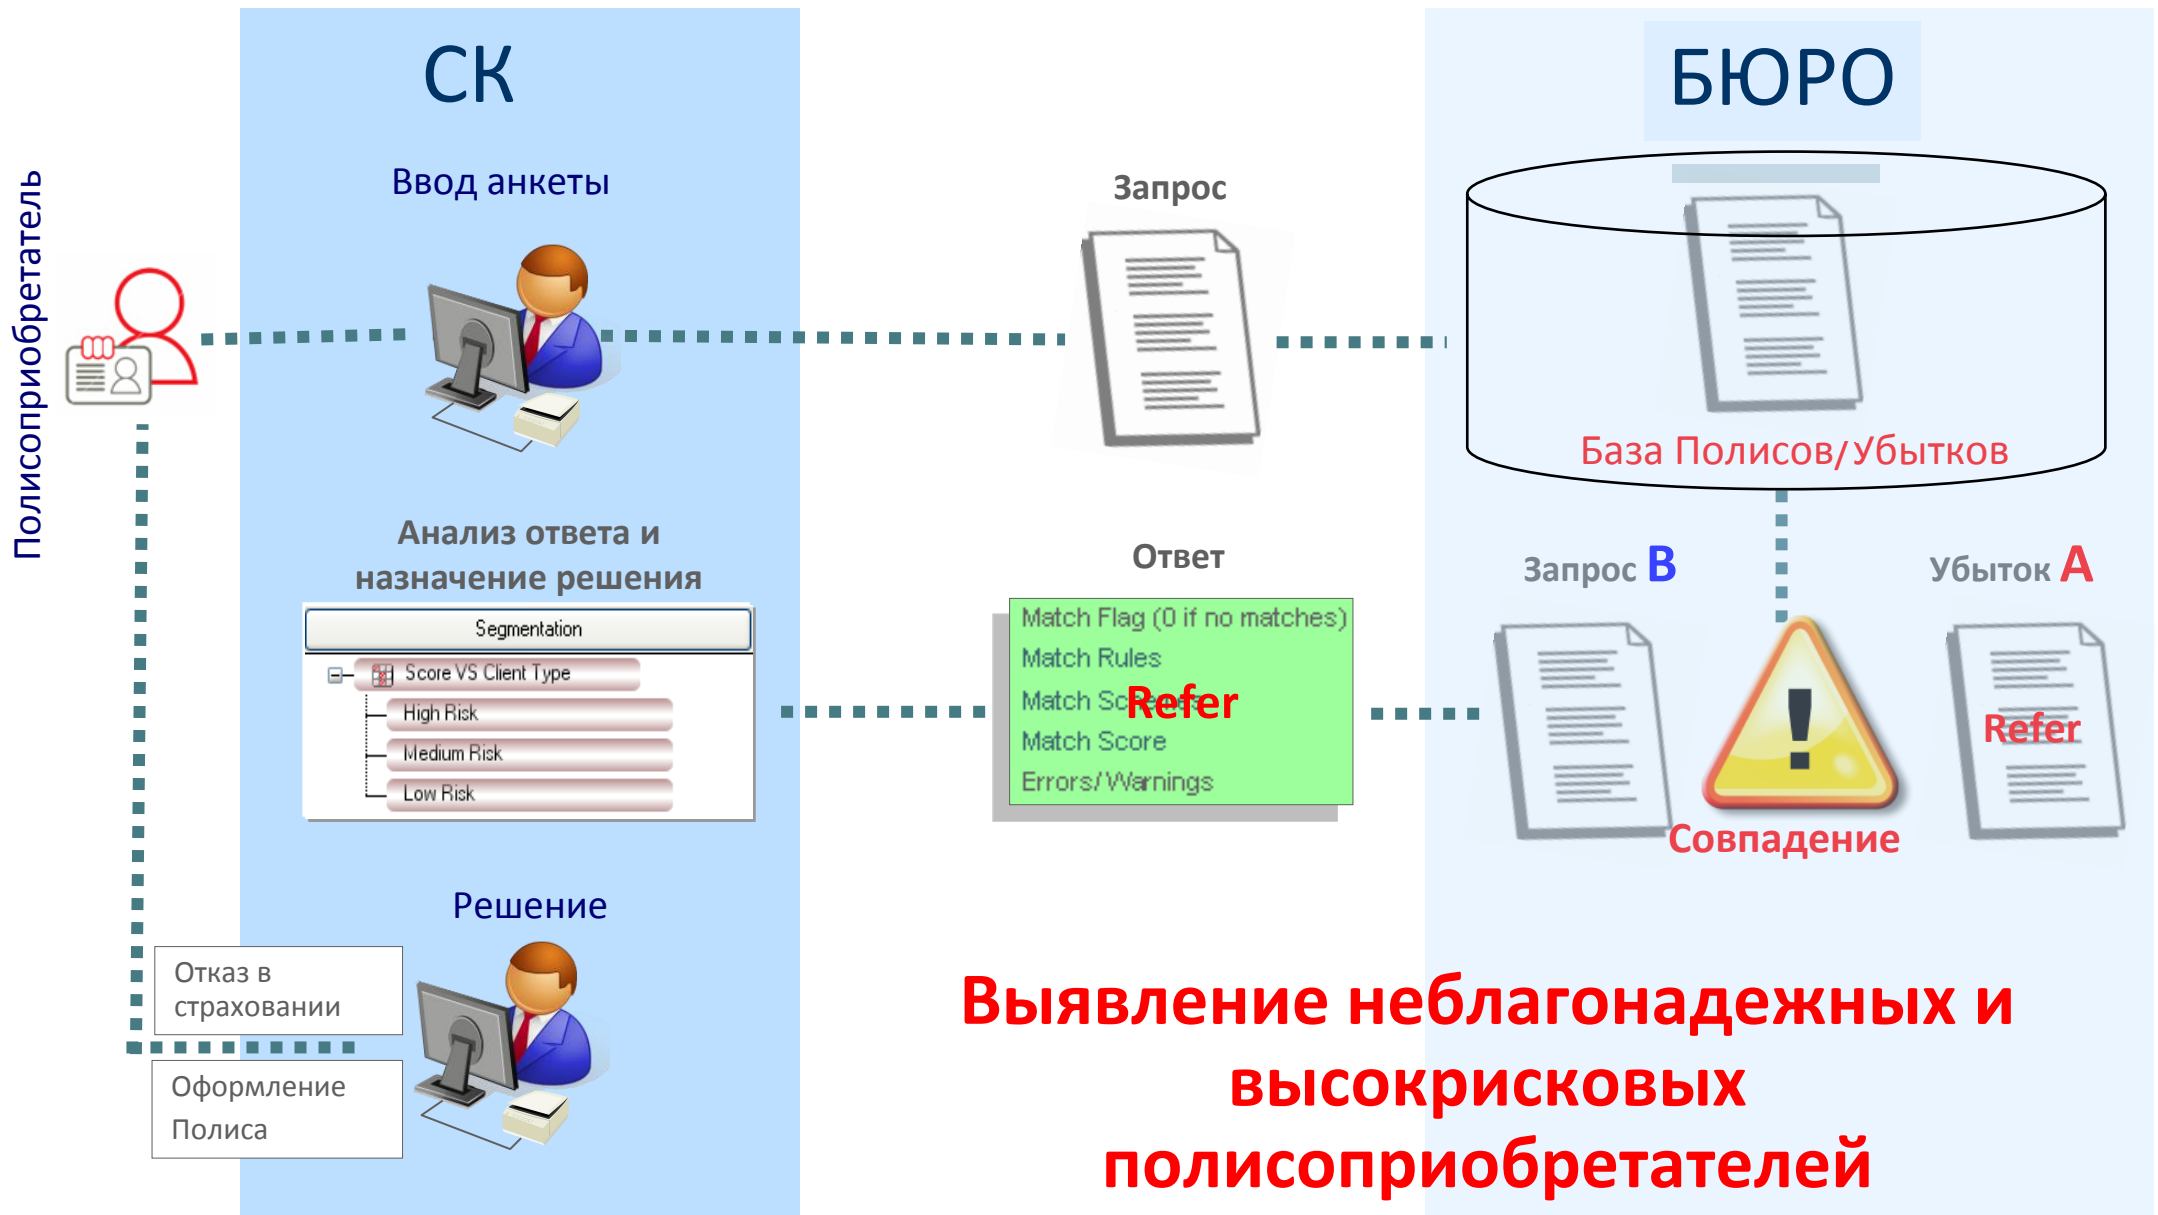 СК
БЮРО
Полисоприобретатель
Ввод анкеты
Запрос
База Полисов/Убытков
Анализ ответа и
назначение решения
Segmentation
Score VS Client Type
High Risk
Medium Risk
Low Risk
Ответ
Match Flag (0 if no matches)
Match Rules
Match Schemes
Refer
Match Score
Errors/Warnings
Запрос B
Убыток A
Refer
Совпадение
Решение
Отказ в
страховании
Оформление
Полиса
Выявление неблагонадежных и
высокрисковых
полисоприобретателей